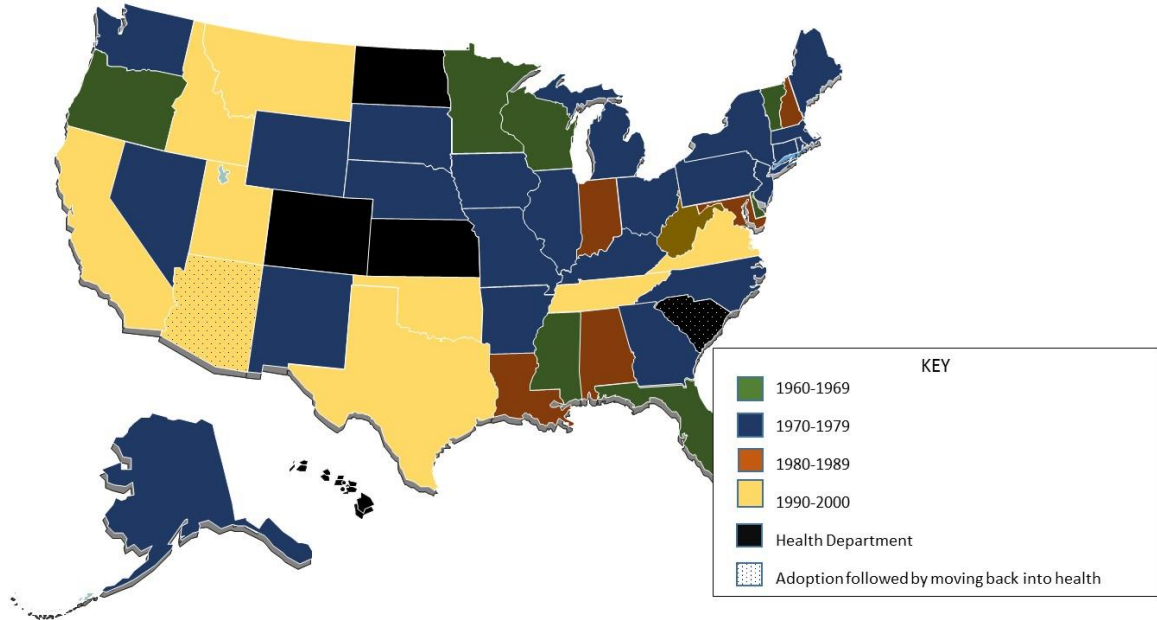 KEY
1960-1969
1970-1979
1980-1989
1990-2000
Health Department
Adoption followed by moving back into health